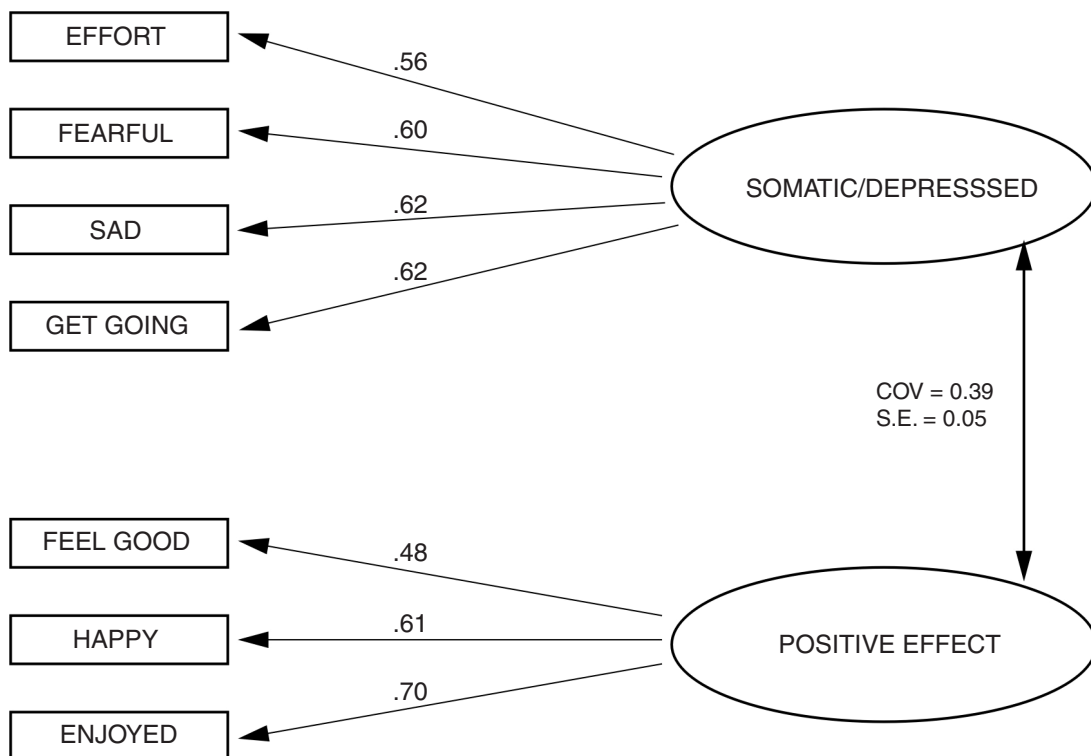 EFFORT
.56
FEARFUL
.60
SOMATIC/DEPRESSSED
SAD
.62
GET GOING
.62
COV = 0.39
S.E. = 0.05
FEEL GOOD
.48
HAPPY
.61
POSITIVE EFFECT
ENJOYED
.70